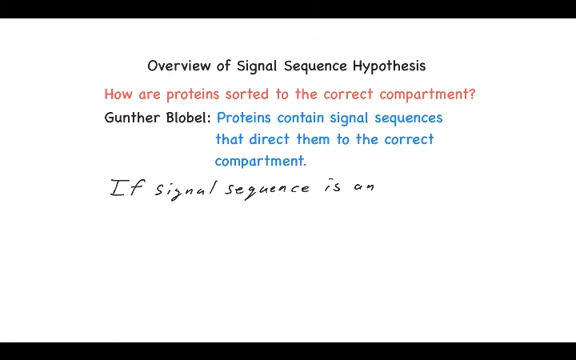 Overview of Signal Sequence Hypothesis
How are proteins sorted to the correct compartment?
Gunther Blobel: Proteins contain signal sequences
that direct them to the correct
compartment.
If signal sequence is an